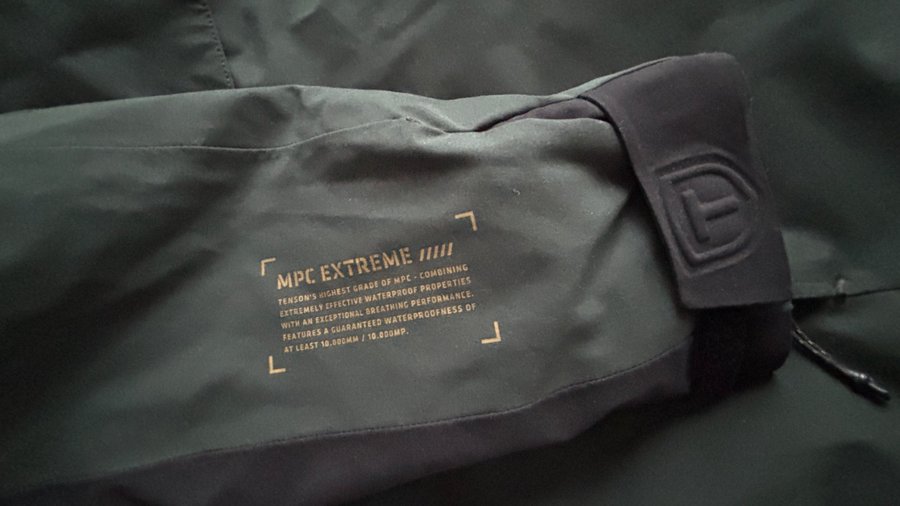 MPC EXTREME /////
TENSON'S HIGHEST GRADE OF MPC - COMBINING
EXTREMELY EFFECTIVE WATERPROOF PROPERTIES
WITH AN EXCEPTIONAL BREATHING PERFORMANCE.
FEATURES A GUARANTEED WATERPROOFNESS OF
AT LEAST 10.000MM / 10.000MP.
T